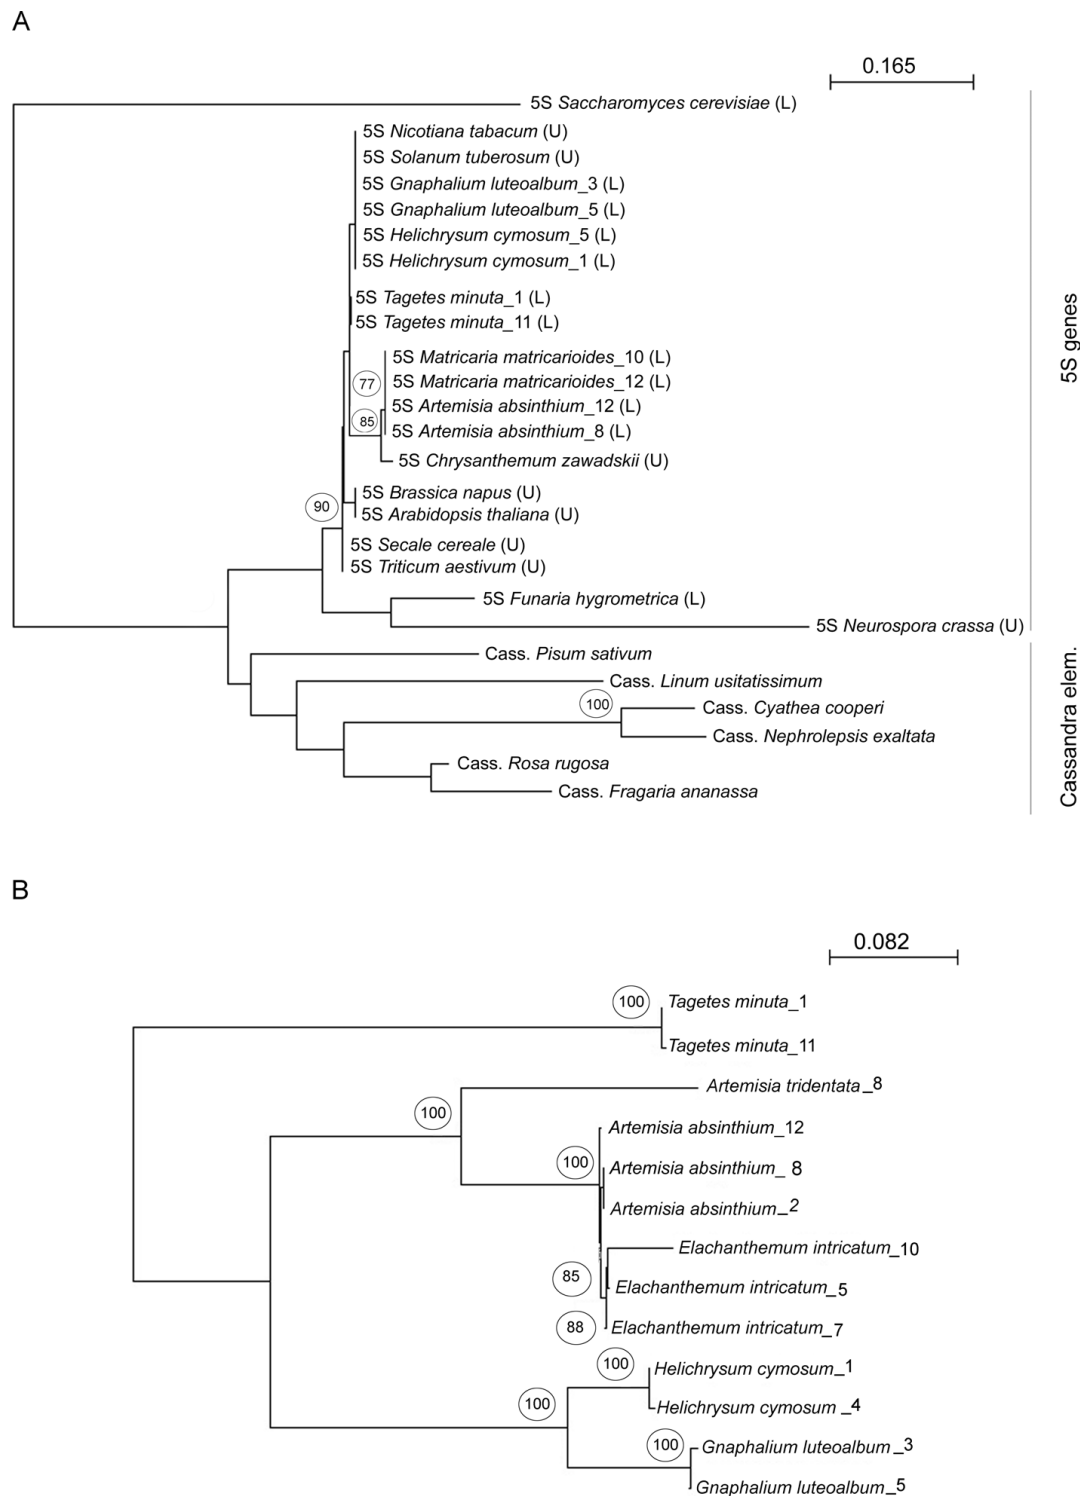 A
0.165
5S Saccharomyces cerevisiae (L)
5S Nicotiana tabacum (U)
5S Solanum tuberosum (U)
5S Gnaphalium luteoalbum_3 (L)
5S Gnaphalium luteoalbum_5 (L)
5S Helichrysum cymosum_5 (L)
5S Helichrysum cymosum_1 (L)
5S Tagetes minuta_1 (L)
5S Tagetes minuta_11 (L)
5S Matricaria matricarioides_10 (L)
77
5S Matricaria matricarioides_12 (L)
5S Artemisia absinthium_12 (L)
85
5S Artemisia absinthium_8 (L)
5S Chrysanthemum zawadskii (U)
5S Brassica napus (U)
90
5S Arabidopsis thaliana (U)
5S Secale cereale (U)
5S Triticum aestivum (U)
5S Funaria hygrometrica (L)
5S Neurospora crassa (U)
5S genes
Cass. Pisum sativum
Cass. Linum usitatissimum
100
Cass. Cyathea cooperi
Cass. Nephrolepsis exaltata
Cass. Rosa rugosa
Cass. Fragaria ananassa
Cassandra elem.
B
0.082
100
Tagetes minuta_1
Tagetes minuta_11
Artemisia tridentata_8
100
Artemisia absinthium_12
100
Artemisia absinthium_ 8
Artemisia absinthium_2
Elachanthemum intricatum_10
85
Elachanthemum intricatum_5
88
Elachanthemum intricatum_7
100
Helichrysum cymosum_1
100
Helichrysum cymosum _4
100
Gnaphalium luteoalbum_3
Gnaphalium luteoalbum_5